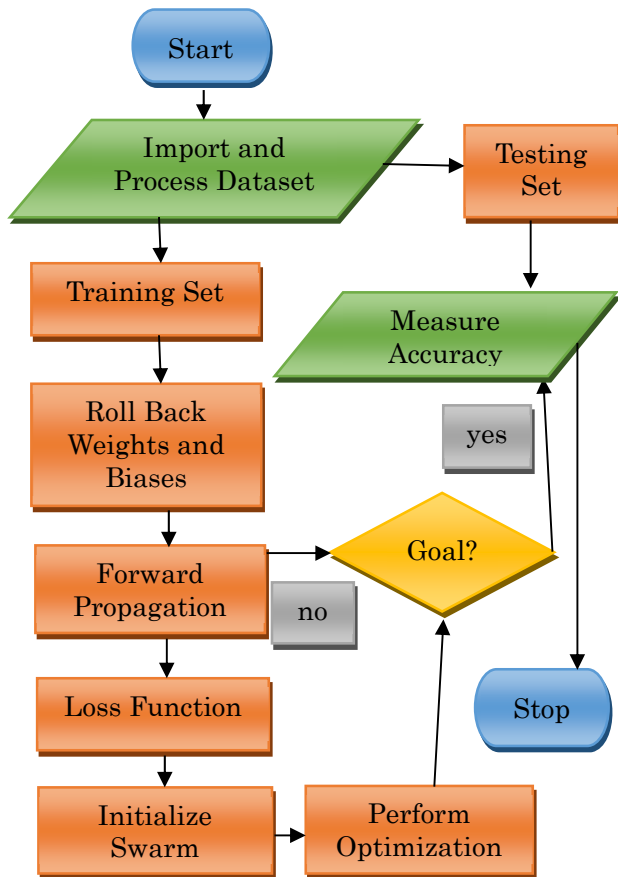 Start
Import and
Process Dataset
Testing
Set
Training Set
Measure
Accuracy
Roll Back
Weights and
Biases
yes
Forward
Propagation
Goal?
no
Loss Function
Stop
Initialize
Swarm
Perform
Optimization